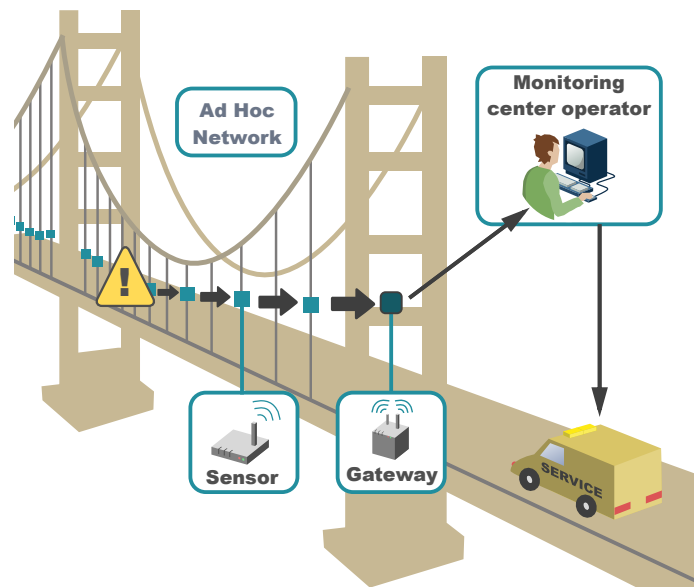 Ad Hoc
Network
Monitoring
center operator
!
Sensor
Gateway
SERVICE